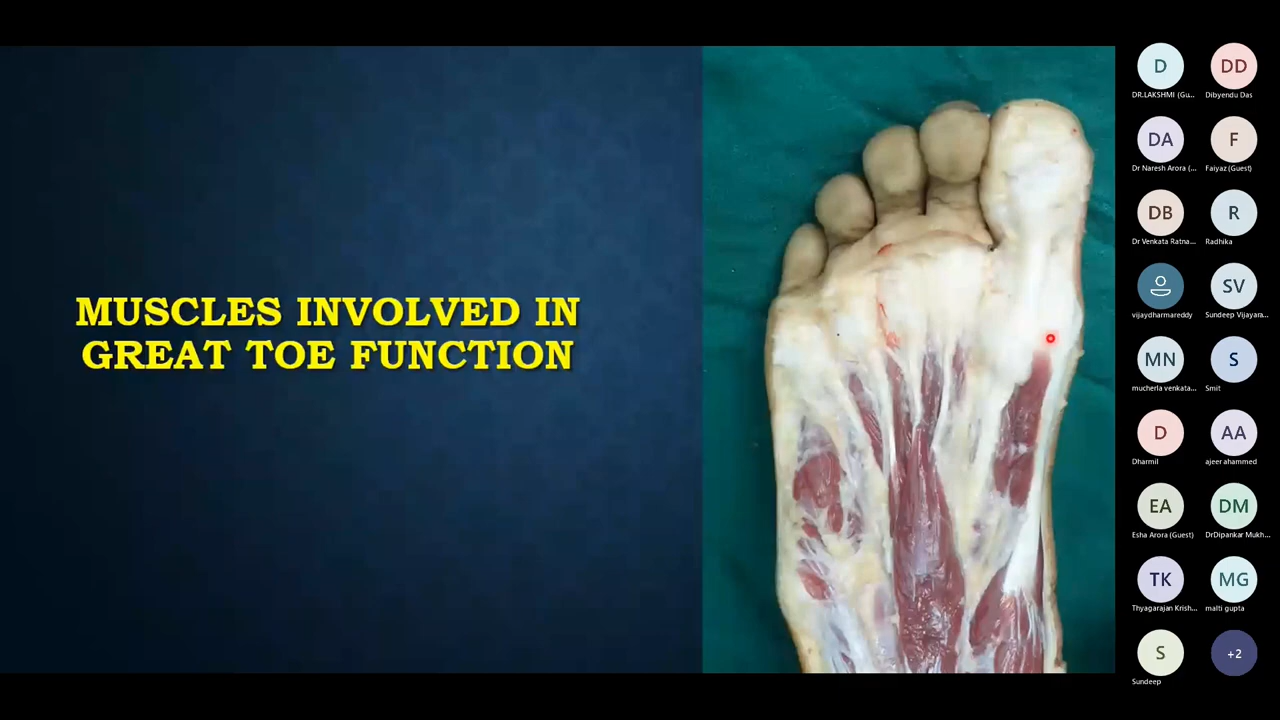 MUSCLES INVOLVED IN
GREAT TOE FUNCTION
D
DD
DR.LAKSHMI (Gu...
Dibyendu Das
DA
F
Dr Naresh Arora (...
Faiyaz (Guest)
DB
R
Dr Venkata Ratna...
Radhika
SV
vijaydharmareddy
Sundeep Vijayara...
MN
S
mucherla venkata...
Smit
D
AA
Dharmil
ajeer ahammed
EA
DM
Esha Arora (Guest)
DrDipankar Mukh...
TK
MG
Thyagarajan Krish...
malti gupta
S
+2
Sundeep